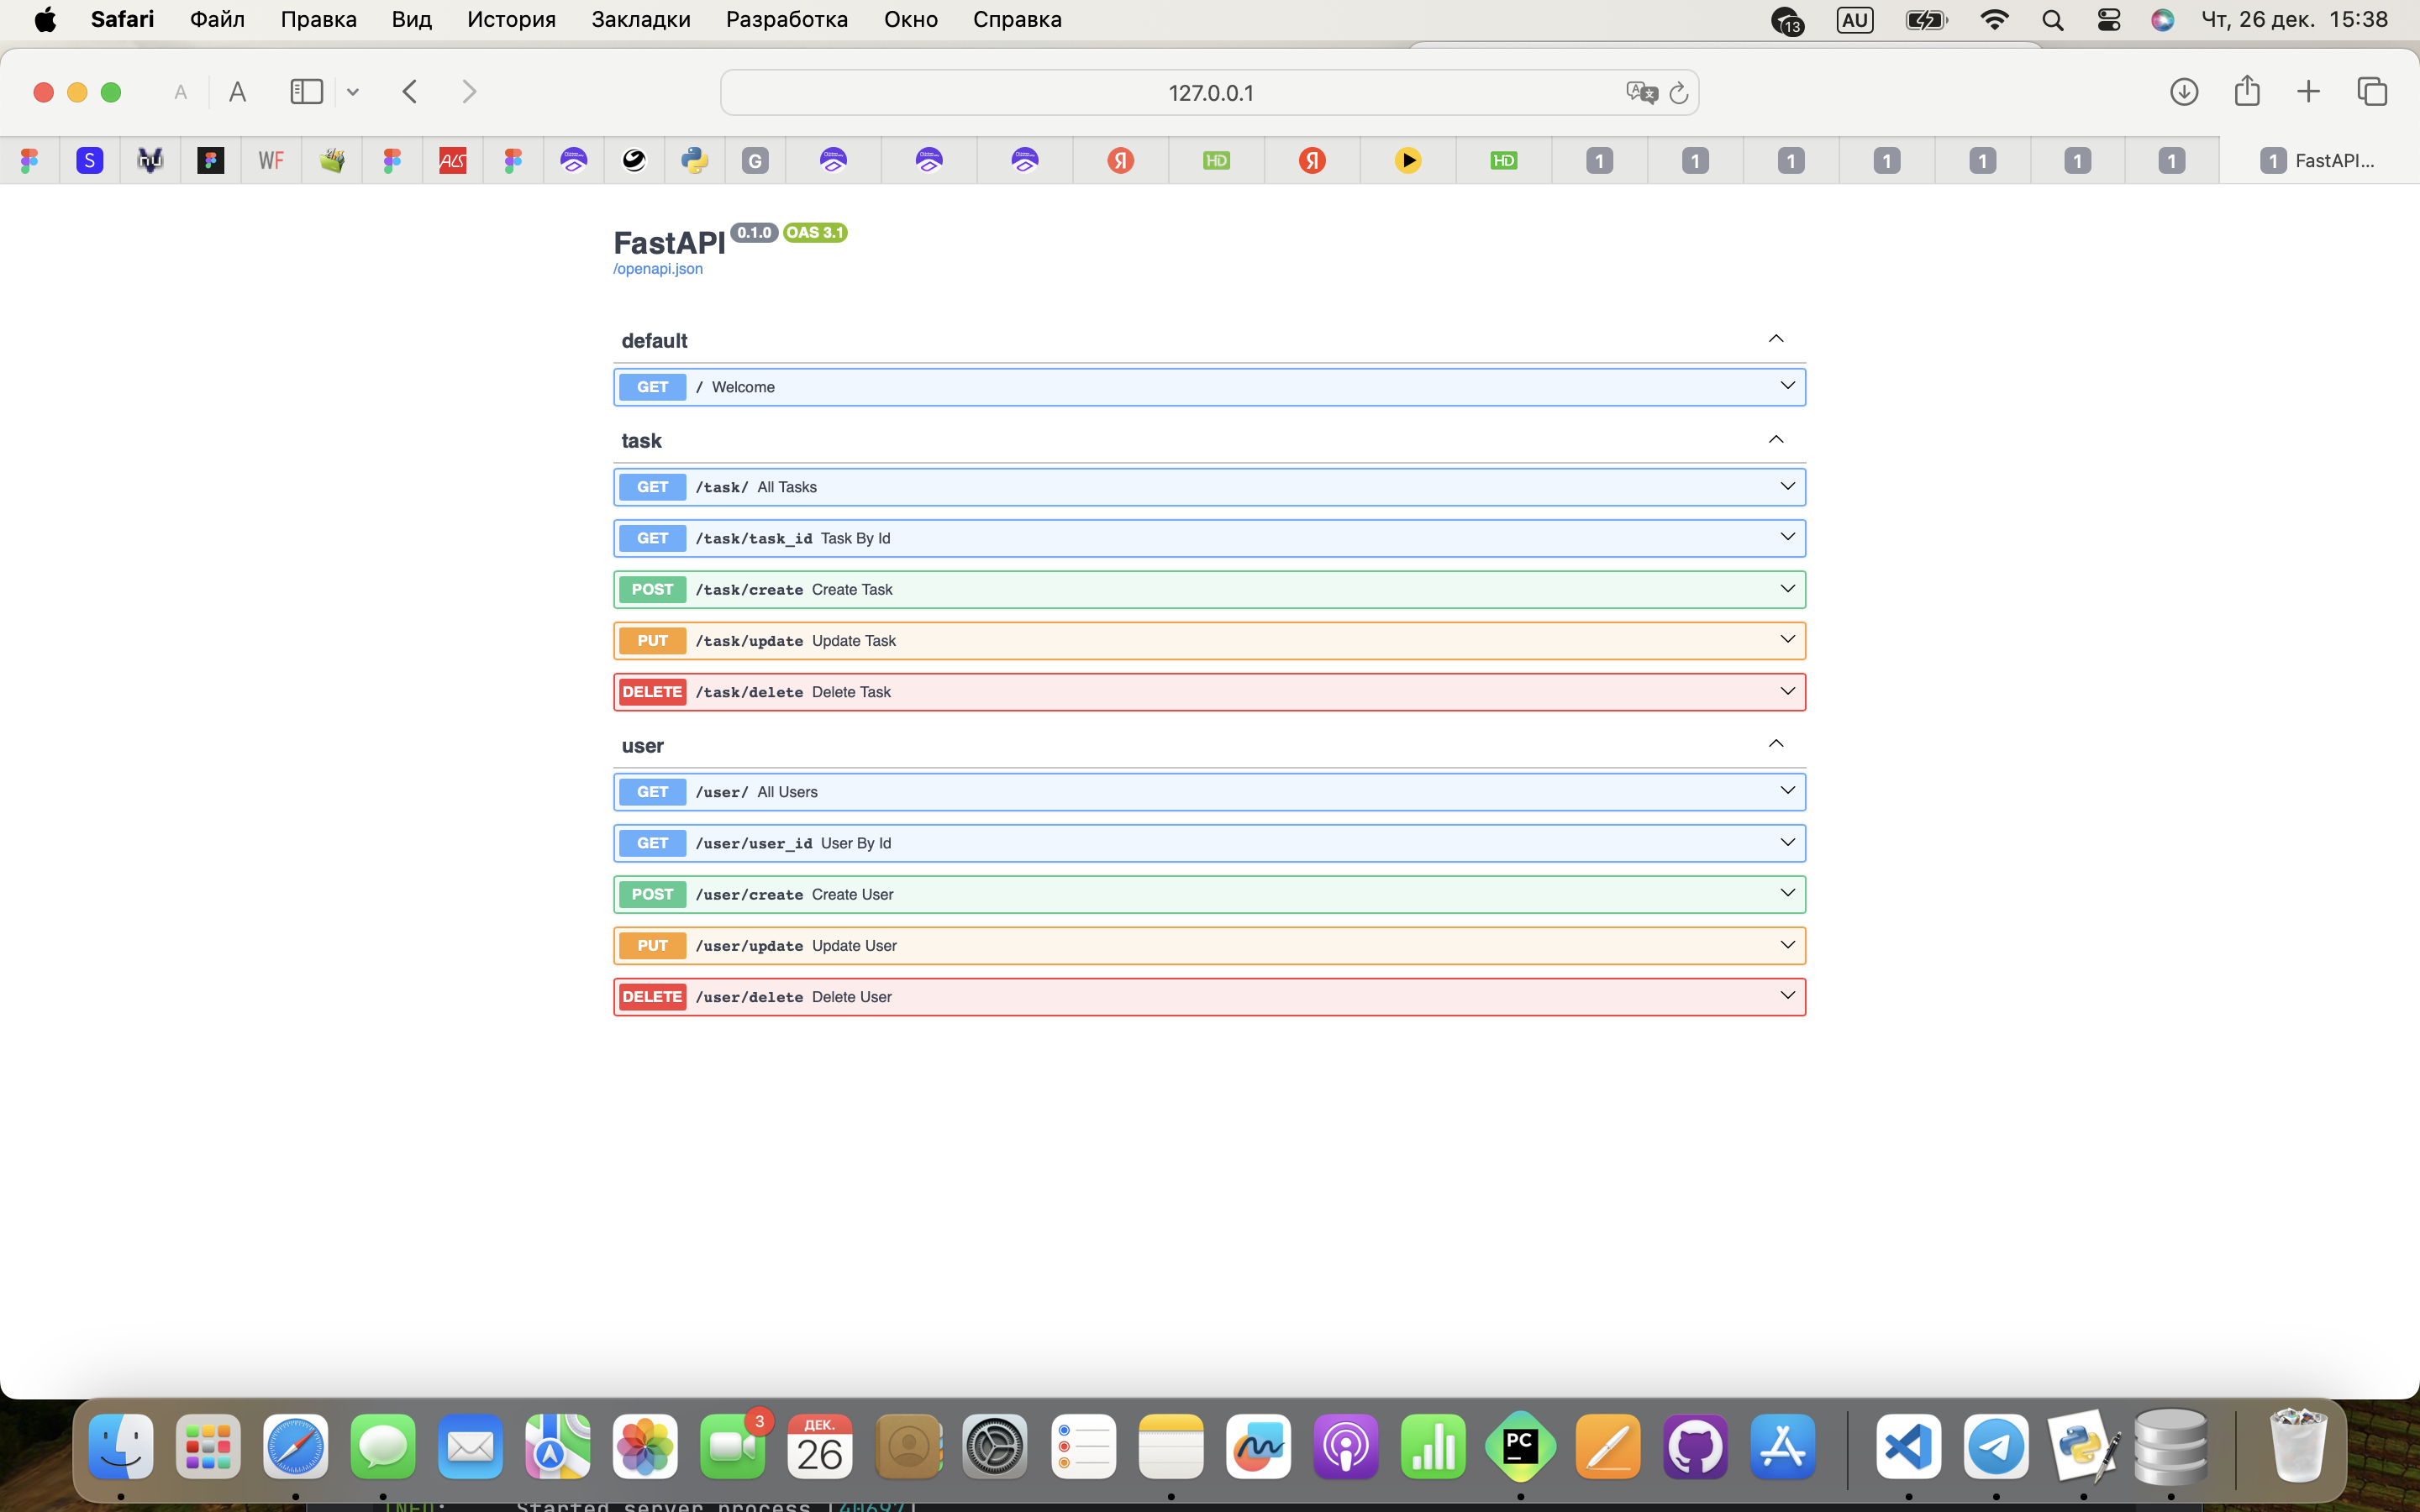 Safari Файл Правка Вид История Закладки Разработка Окно Справка 13 AU Чт, 26 дек. 15:38
A A 127.0.0.1
S nu WF ALS G Я HD Я HD 1 1 1 1 1 1 1 1 FastAPI...
FastAPI 0.1.0 OAS 3.1
/openapi.json
default
GET / Welcome
task
GET /task/ All Tasks
GET /task/task_id Task By Id
POST /task/create Create Task
PUT /task/update Update Task
DELETE /task/delete Delete Task
user
GET /user/ All Users
GET /user/user_id User By Id
POST /user/create Create User
PUT /user/update Update User
DELETE /user/delete Delete User
3 ДЕК. 26 PC
INFO: Started server process [40697]